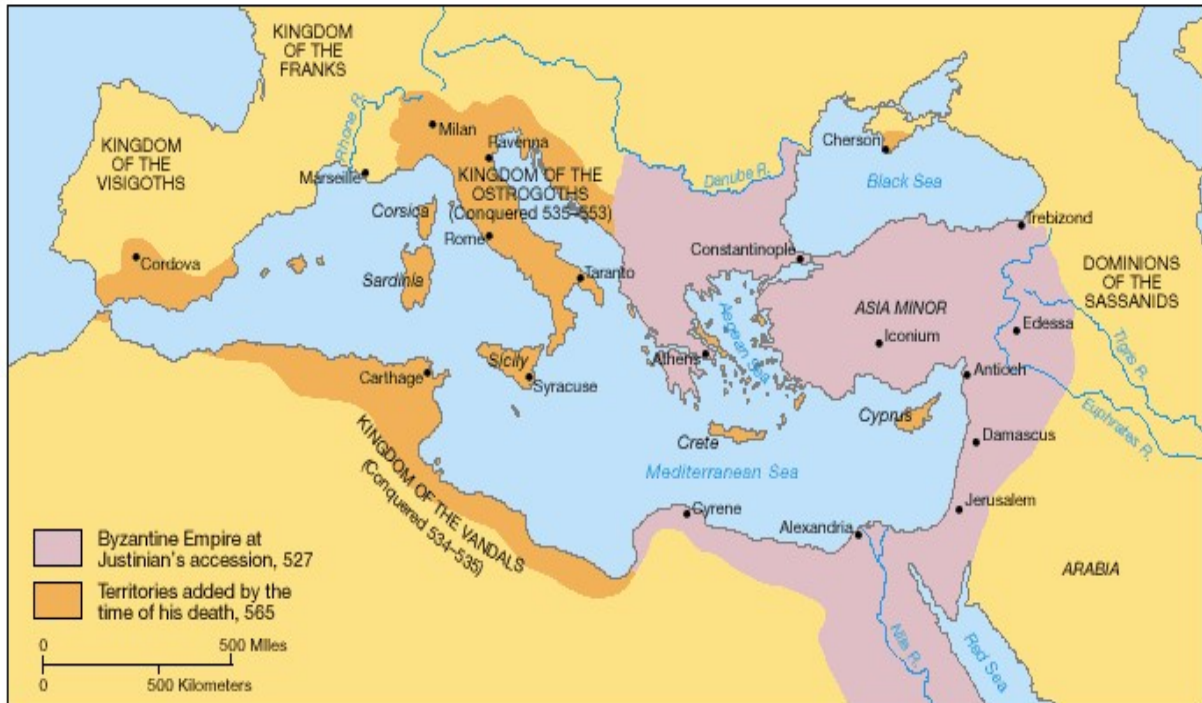 KINGDOM
OF THE
FRANKS
KINGDOM
OF THE
VISIGOTHS
Rhone R.
Milan
Ravenna
Marseille
KINGDOM
OF THE
OSTROGOTHS
(Conquered 535–553)
Corsica
Rome
Sardinia
Taranto
Cordova
Danube R.
Cherson
Black Sea
Trebizond
Constantinople
DOMINIONS
OF THE
SASSANIDS
ASIA MINOR
Iconium
Edessa
Tigris R.
Aegean Sea
Athens
Sicily
Syracuse
Carthage
Antioch
Euphrates R.
Cyprus
Crete
Damascus
Mediterranean Sea
KINGDOM OF THE VANDALS
(Conquered 534–535)
Cyrene
Alexandria
Jerusalem
ARABIA
Nile R.
Red Sea
Byzantine Empire at
Justinian's accession, 527
Territories added by the
time of his death, 565
0 500 Miles
0 500 Kilometers